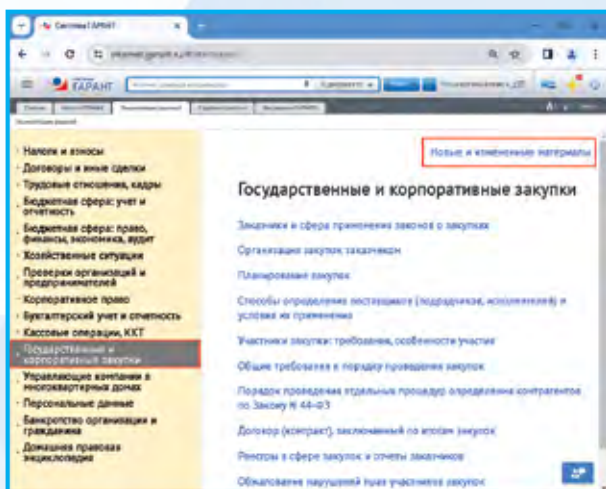 Система ГАРАНТ
ГАРАНТ
Налоги и взносы
Договоры и иные сделки
Трудовые отношения, кадры
Бюджетная сфера: учет и
отчетность
Бюджетная сфера: право,
финансы, экономика, аудит
Хозяйственные ситуации
Проверки организаций и
предпринимателей
Корпоративное право
Бухгалтерский учет и отчетность
Кассовые операции, ККТ
Государственные и
корпоративные закупки
Управляющие компании в
многоквартирных домах
Персональные данные
Банкротство организации и
гражданина
Домашняя правовая
энциклопедия
Новые и измененные материалы
Государственные и корпоративные закупки
Заказчики и сфера применения законов о закупках
Организация закупок заказчиком
Планирование закупок
Способы определения поставщика (подрядчика, исполнителя) и
условия их применения
Участники закупки: требования, особенности участия
Общие требования к порядку проведения закупок
Порядок проведения отдельных процедур определения контрагентов
по Закону N 44-ФЗ
Договор (контракт), заключенный по итогам закупок
Реестры в сфере закупок и отчеты заказчиков
Обжалование нарушений прав участников закупок